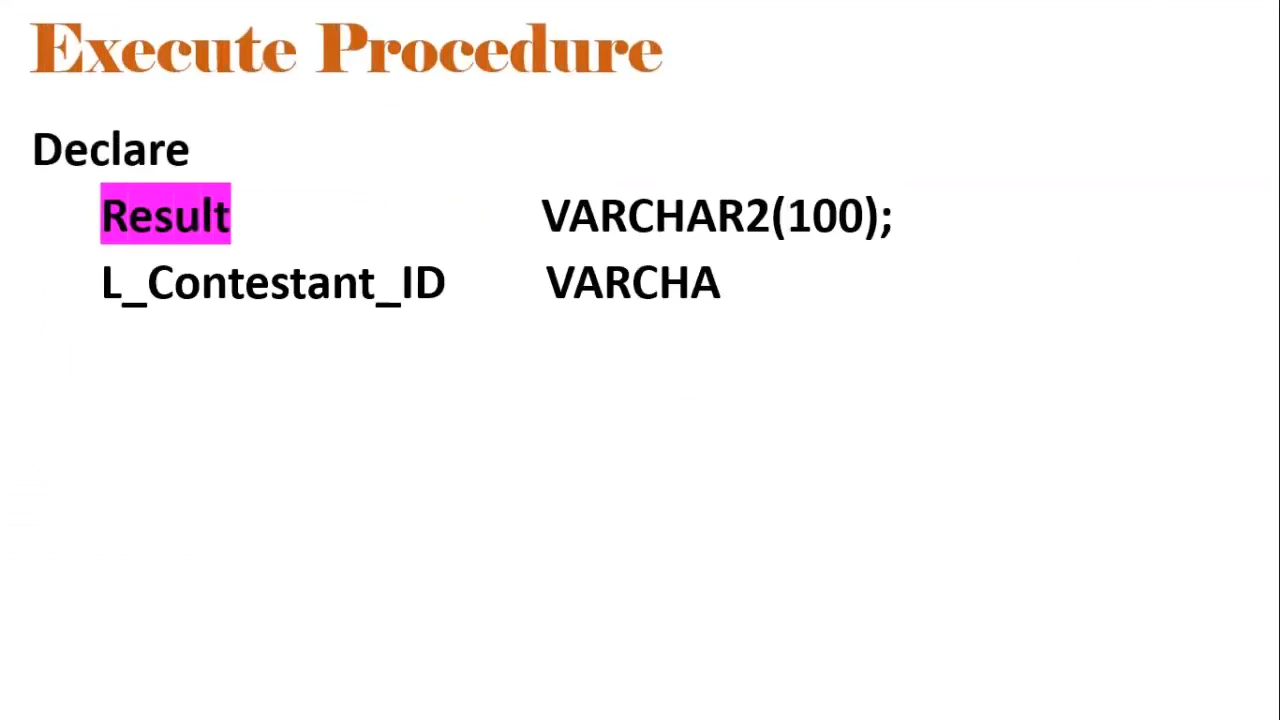 Execute Procedure
Declare
Result VARCHAR2(100);
L_Contestant_ID VARCHA